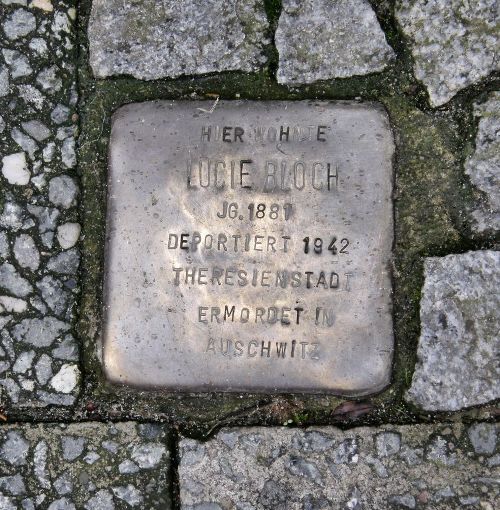 HIER WOHNTE
LUCIE BLOCH
JG. 1881
DEPORTIERT 1942
THERESIENSTADT
ERMORDET IN
AUSCHWITZ